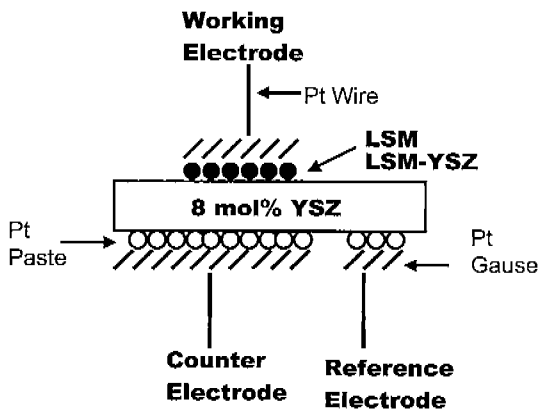 Working
Electrode
Pt Wire
LSM
LSM-YSZ
8 mol% YSZ
Pt
Paste
Pt
Gause
Counter
Electrode
Reference
Electrode